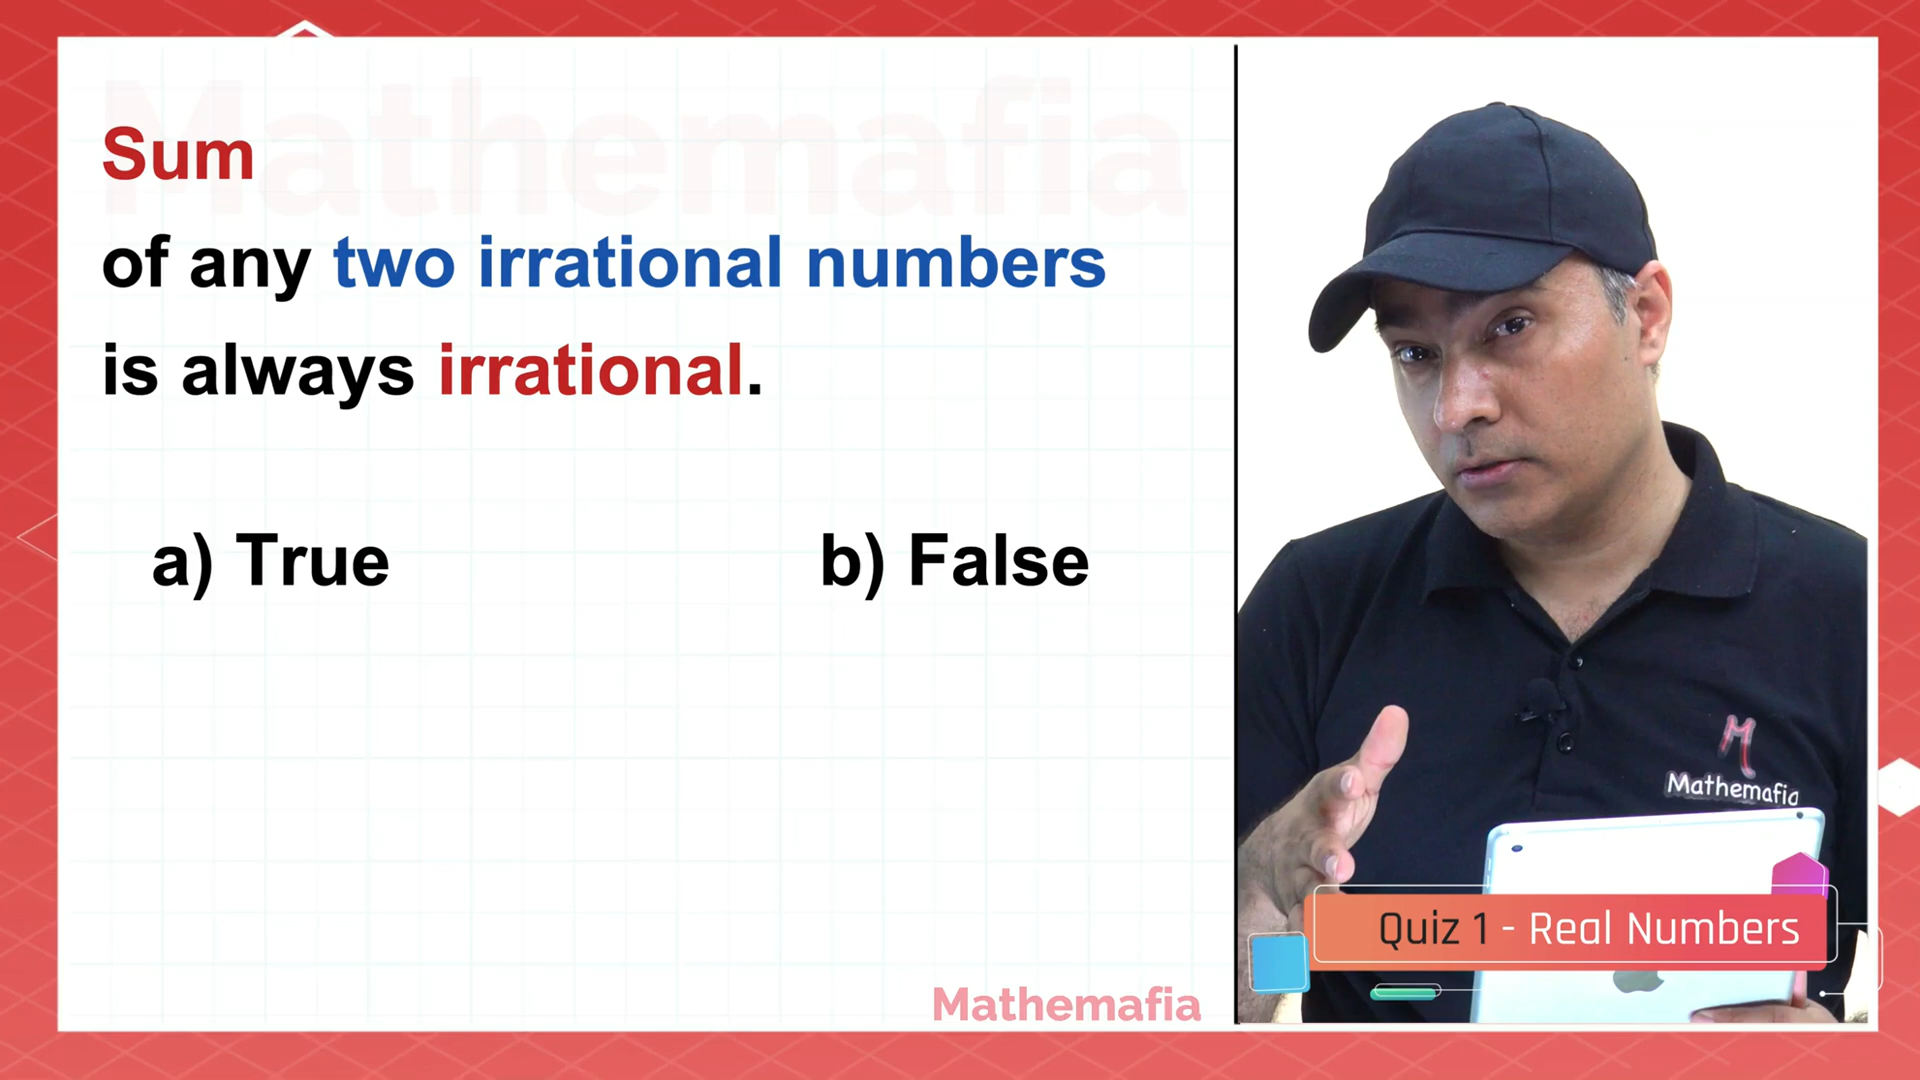 Mathemafia
Sum
of any two irrational numbers
is always irrational.
a) True
b) False
M
Mathemafia
Quiz 1 - Real Numbers
Mathemafia